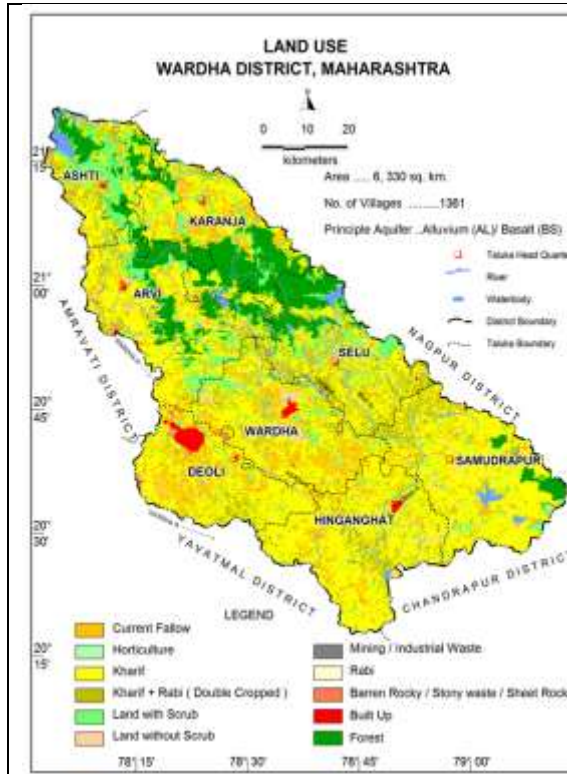 LAND USE
WARDHA DISTRICT, MAHARASHTRA
N
0 10 20
kilometers
Area ..... 6, 330 sq. km.
No. of Villages ..........1361
Principle Aquifer ..Alluvium (AL)/ Basalt (BS)
Taluka Head Quarte
River
Waterbody
District Boundary
Taluka Boundary
21° 15'
ASHTI
KARANJA
21° 00'
ARVI
SELU
AMRAVATI DISTRICT
NAGPUR DISTRICT
20° 45'
WARDHA
SAMUDRAPUR
DEOLI
HINGANGHAT
20° 30'
YAVATMAL DISTRICT
CHANDRAPUR DISTRICT
LEGEND
20° 15'
Current Fallow
Horticulture
Kharif
Kharif + Rabi ( Double Cropped )
Land with Scrub
Land without Scrub
Mining / Industrial Waste
Rabi
Barren Rocky / Stony waste / Sheet Rock
Built Up
Forest
78°15' 78°30' 78°45' 79°00'